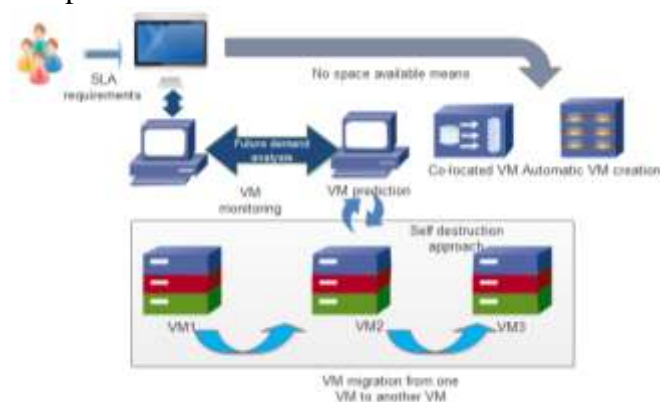 SLA
requirements
No space available means
Future demand
analysis
Co-located VM
Automatic VM creation
VM
monitoring
VM prediction
Self destruction
approach
VM1
VM2
VM3
VM migration from one
VM to another VM